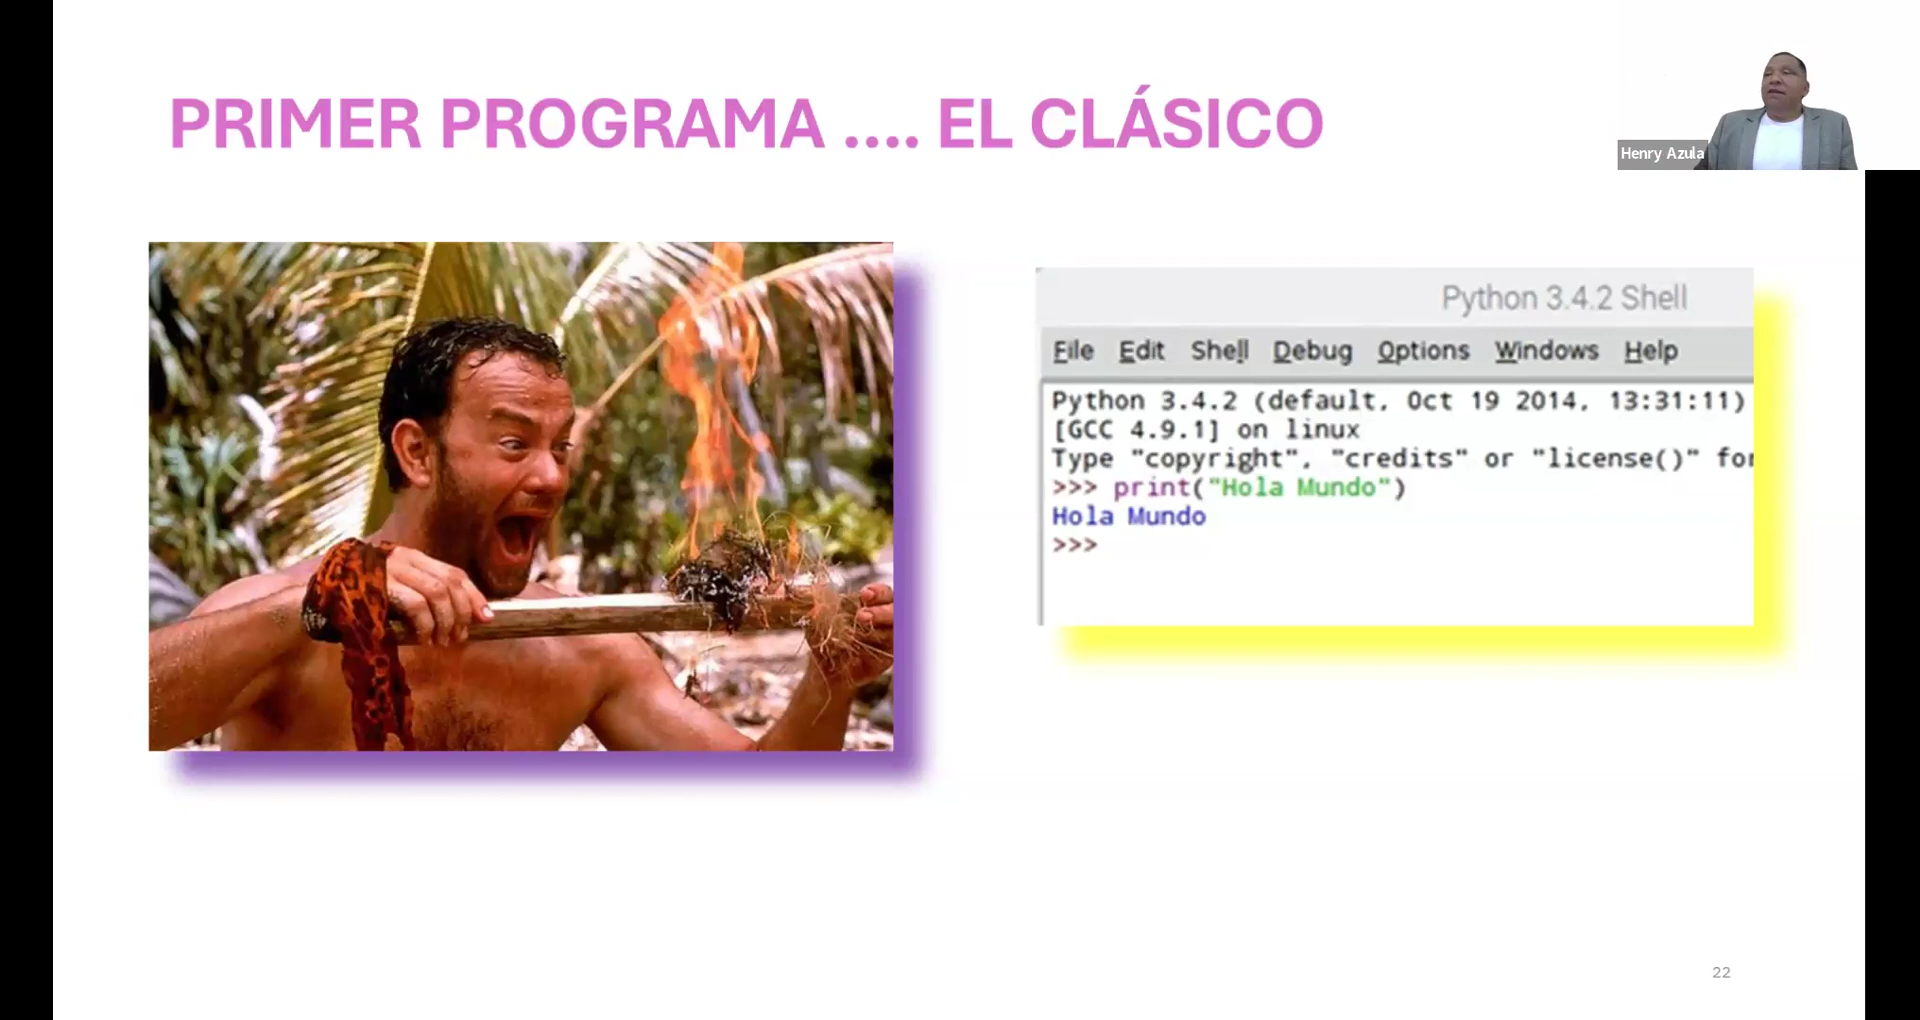 PRIMER PROGRAMA .... EL CLÁSICO
Henry Azula
Python 3.4.2 Shell
File Edit Shell Debug Options Windows Help
Python 3.4.2 (default, Oct 19 2014, 13:31:11)
[GCC 4.9.1] on linux
Type "copyright", "credits" or "license()" for
>>> print("Hola Mundo")
Hola Mundo
>>>
22